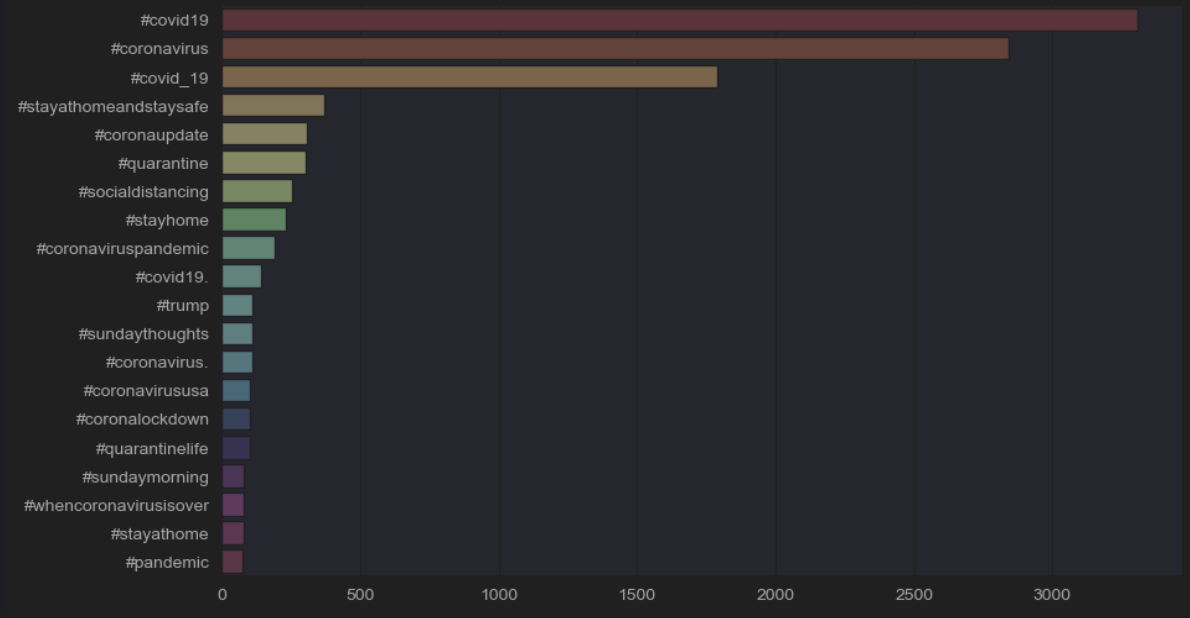 #covid19
#coronavirus
#covid_19
#stayathomeandstaysafe
#coronaupdate
#quarantine
#socialdistancing
#stayhome
#coronaviruspandemic
#covid19.
#trump
#sundaythoughts
#coronavirus.
#coronavirususa
#coronalockdown
#quarantinelife
#sundaymorning
#whencoronavirusisover
#stayathome
#pandemic
0 500 1000 1500 2000 2500 3000